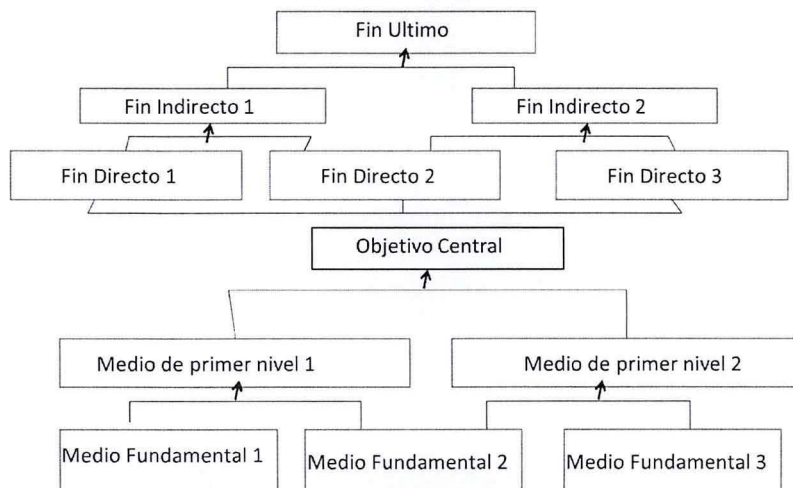 Fin Ultimo
Fin Indirecto 1
Fin Indirecto 2
Fin Directo 1
Fin Directo 2
Fin Directo 3
Objetivo Central
Medio de primer nivel 1
Medio de primer nivel 2
Medio Fundamental 1
Medio Fundamental 2
Medio Fundamental 3